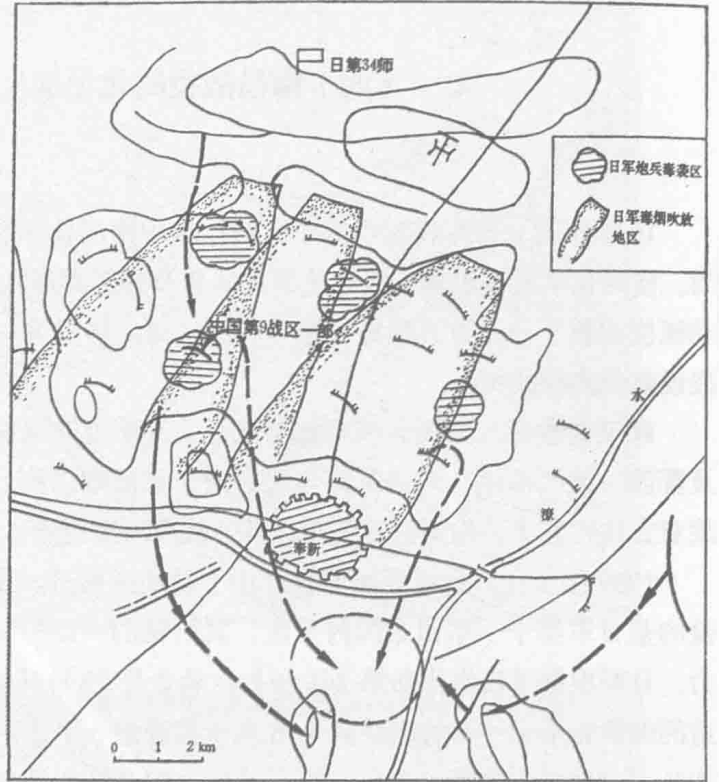 日第34师
日军炮兵毒袭区
日军毒烟吹放
地区
中国第9战区一部
水
潦
奉新
0 1 2 km